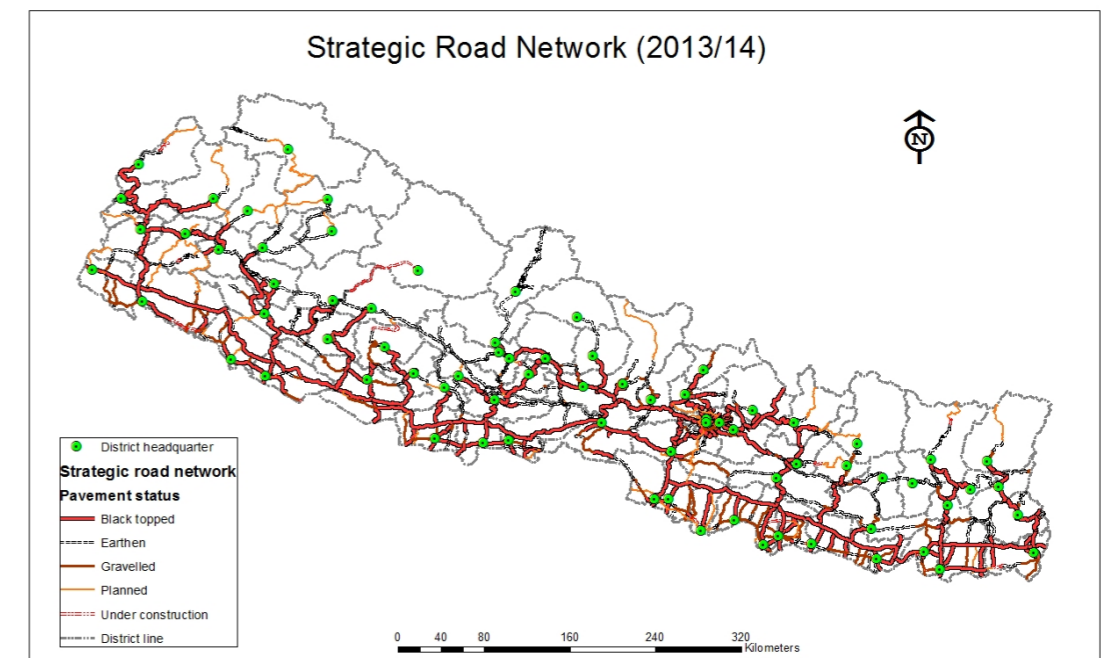 Strategic Road Network (2013/14)
N
District headquarter
Strategic road network
Pavement status
Black topped
Earthen
Gravelled
Planned
Under construction
District line
0 40 80 160 240 320
Kilometers